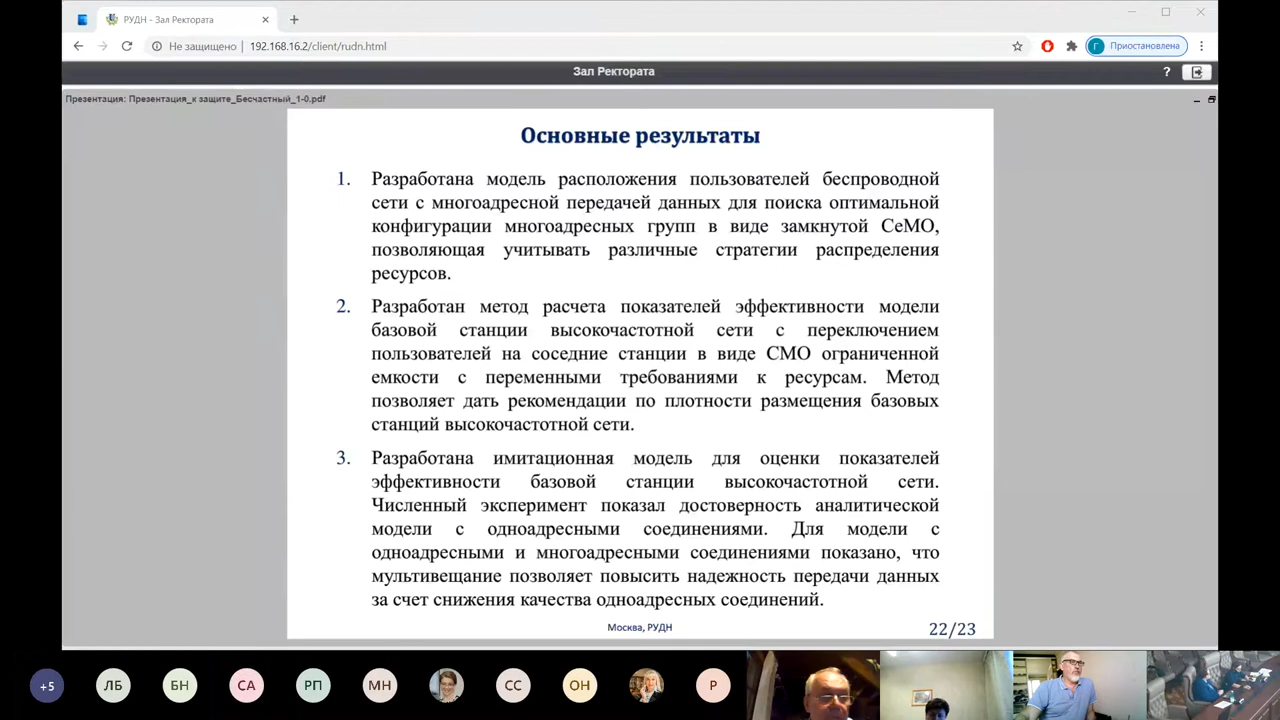 РУДН - Зал Ректората
Не защищено
192.168.16.2/client/rudn.html
Г
Приостановлена
Зал Ректората
?
Презентация: Презентация_к защите_Бесчастный_1-0.pdf
Основные результаты
1. Разработана модель расположения пользователей беспроводной
сети с многоадресной передачей данных для поиска оптимальной
конфигурации многоадресных групп в виде замкнутой СеМО,
позволяющая учитывать различные стратегии распределения
ресурсов.
2. Разработан метод расчета показателей эффективности модели
базовой станции высокочастотной сети с переключением
пользователей на соседние станции в виде СМО ограниченной
емкости с переменными требованиями к ресурсам. Метод
позволяет дать рекомендации по плотности размещения базовых
станций высокочастотной сети.
3. Разработана имитационная модель для оценки показателей
эффективности базовой станции высокочастотной сети.
Численный эксперимент показал достоверность аналитической
модели с одноадресными соединениями. Для модели с
одноадресными и многоадресными соединениями показано, что
мультивещание позволяет повысить надежность передачи данных
за счет снижения качества одноадресных соединений.
Москва, РУДН
22/23
+5
ЛБ
БН
СА
РП
МН
СС
ОН
Р